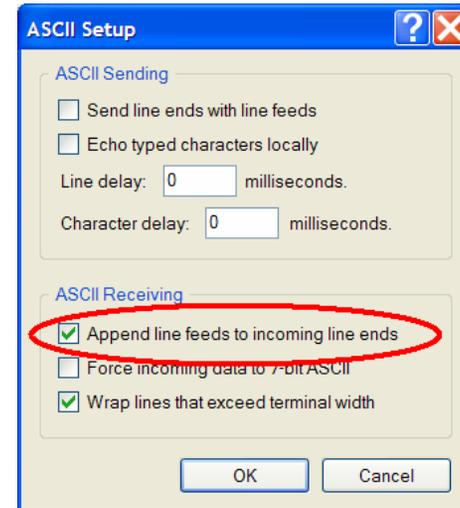 ASCII Setup
ASCII Sending
Send line ends with line feeds
Echo typed characters locally
Line delay: 0 milliseconds.
Character delay: 0 milliseconds.
ASCII Receiving
Append line feeds to incoming line ends
Force incoming data to 7-bit ASCII
Wrap lines that exceed terminal width
OK Cancel